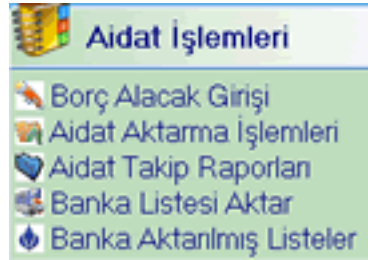 Aidat İşlemleri
Borç Alacak Girişi
Aidat Aktarma İşlemleri
Aidat Takip Raporları
Banka Listesi Aktar
Banka Aktarılmış Listeler